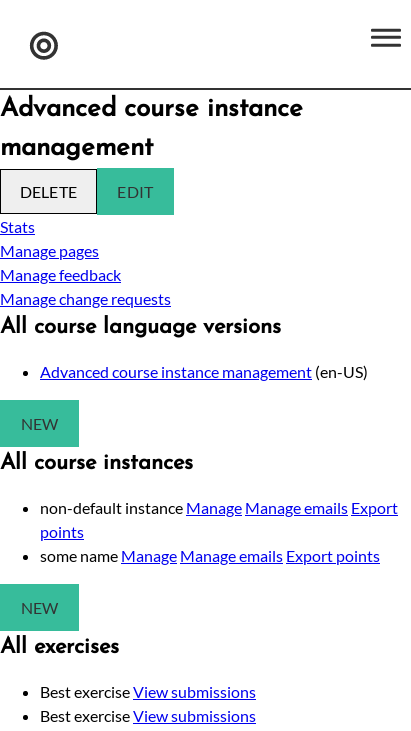 Advanced course instance
management
DELETE EDIT
Stats
Manage pages
Manage feedback
Manage change requests
All course language versions
Advanced course instance management (en-US)
NEW
All course instances
non-default instance Manage Manage emails Export
points
some name Manage Manage emails Export points
NEW
All exercises
Best exercise View submissions
Best exercise View submissions